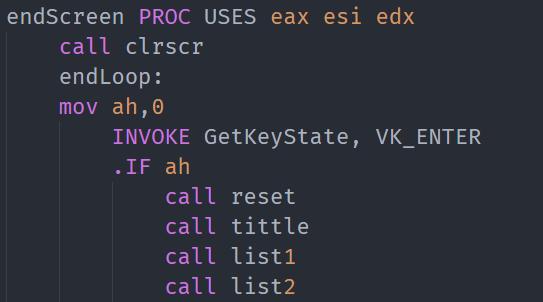 endScreen PROC USES eax esi edx
call clrscr
endLoop:
mov ah,0
INVOKE GetKeyState, VK_ENTER
.IF ah
call reset
call tittle
call list1
call list2